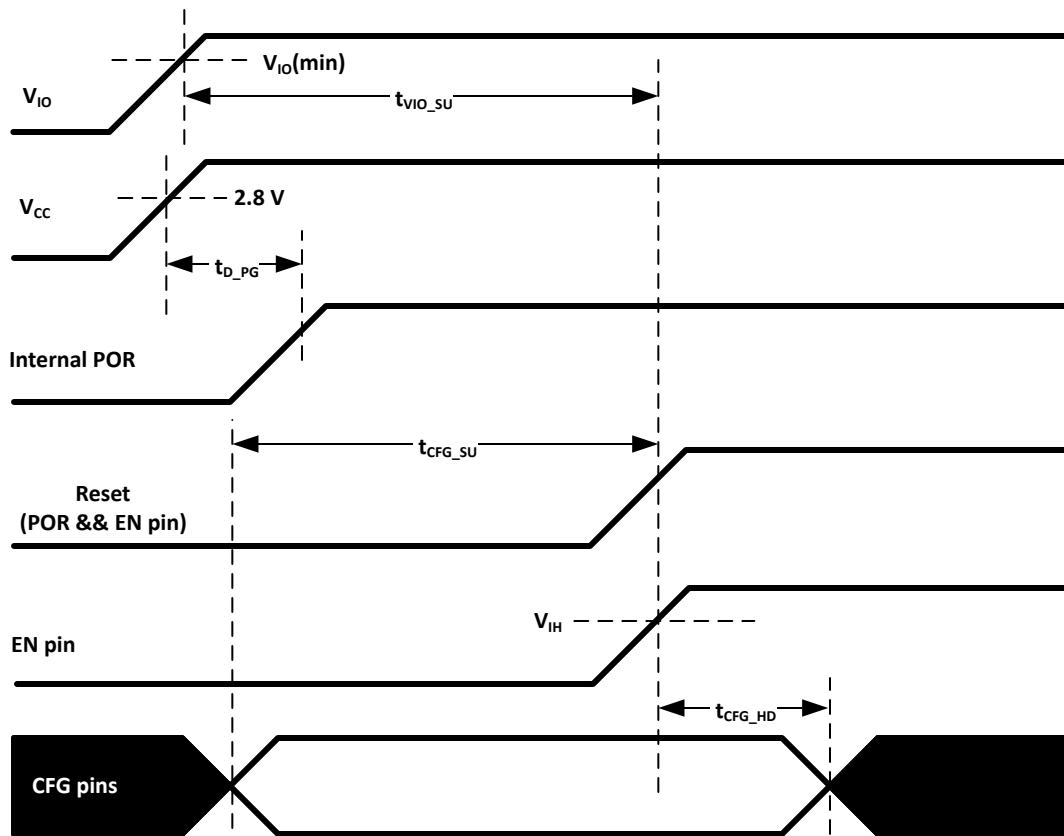 V_IO(min)
V_IO
t_VIO_SU
V_CC
2.8 V
t_D_PG
Internal POR
t_CFG_SU
Reset
(POR && EN pin)
V_IH
EN pin
t_CFG_HD
CFG pins